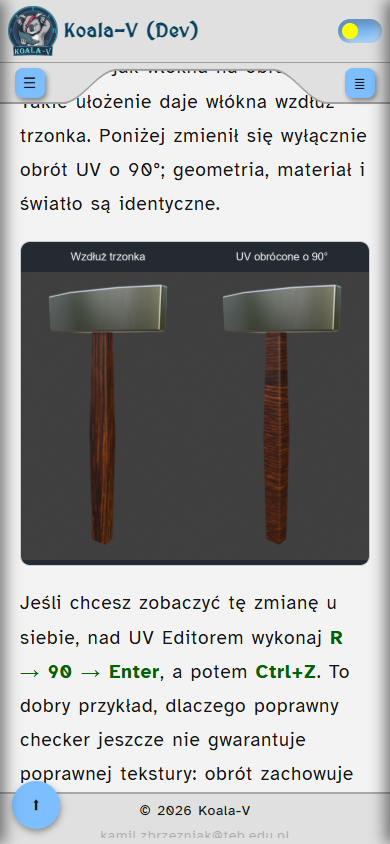 Koala-V (Dev)
KOALA-V
Takie ułożenie daje włókna wzdłuż
trzonka. Poniżej zmienił się wyłącznie
obrót UV o 90°; geometria, materiał i
światło są identyczne.
Wzdłuż trzonka
UV obrócone o 90°
Jeśli chcesz zobaczyć tę zmianę u
siebie, nad UV Editorem wykonaj R
→ 90 → Enter, a potem Ctrl+Z. To
dobry przykład, dlaczego poprawny
checker jeszcze nie gwarantuje
poprawnej tekstury: obrót zachowuje
© 2026 Koala-V
kamil.zbrzezniak@teb.edu.pl